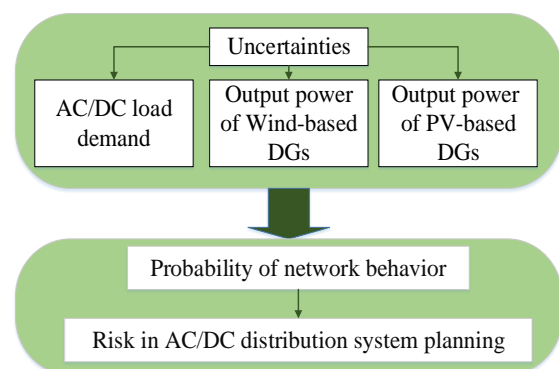 Uncertainties
AC/DC load
demand
Output power
of Wind-based
DGs
Output power
of PV-based
DGs
Probability of network behavior
Risk in AC/DC distribution system planning